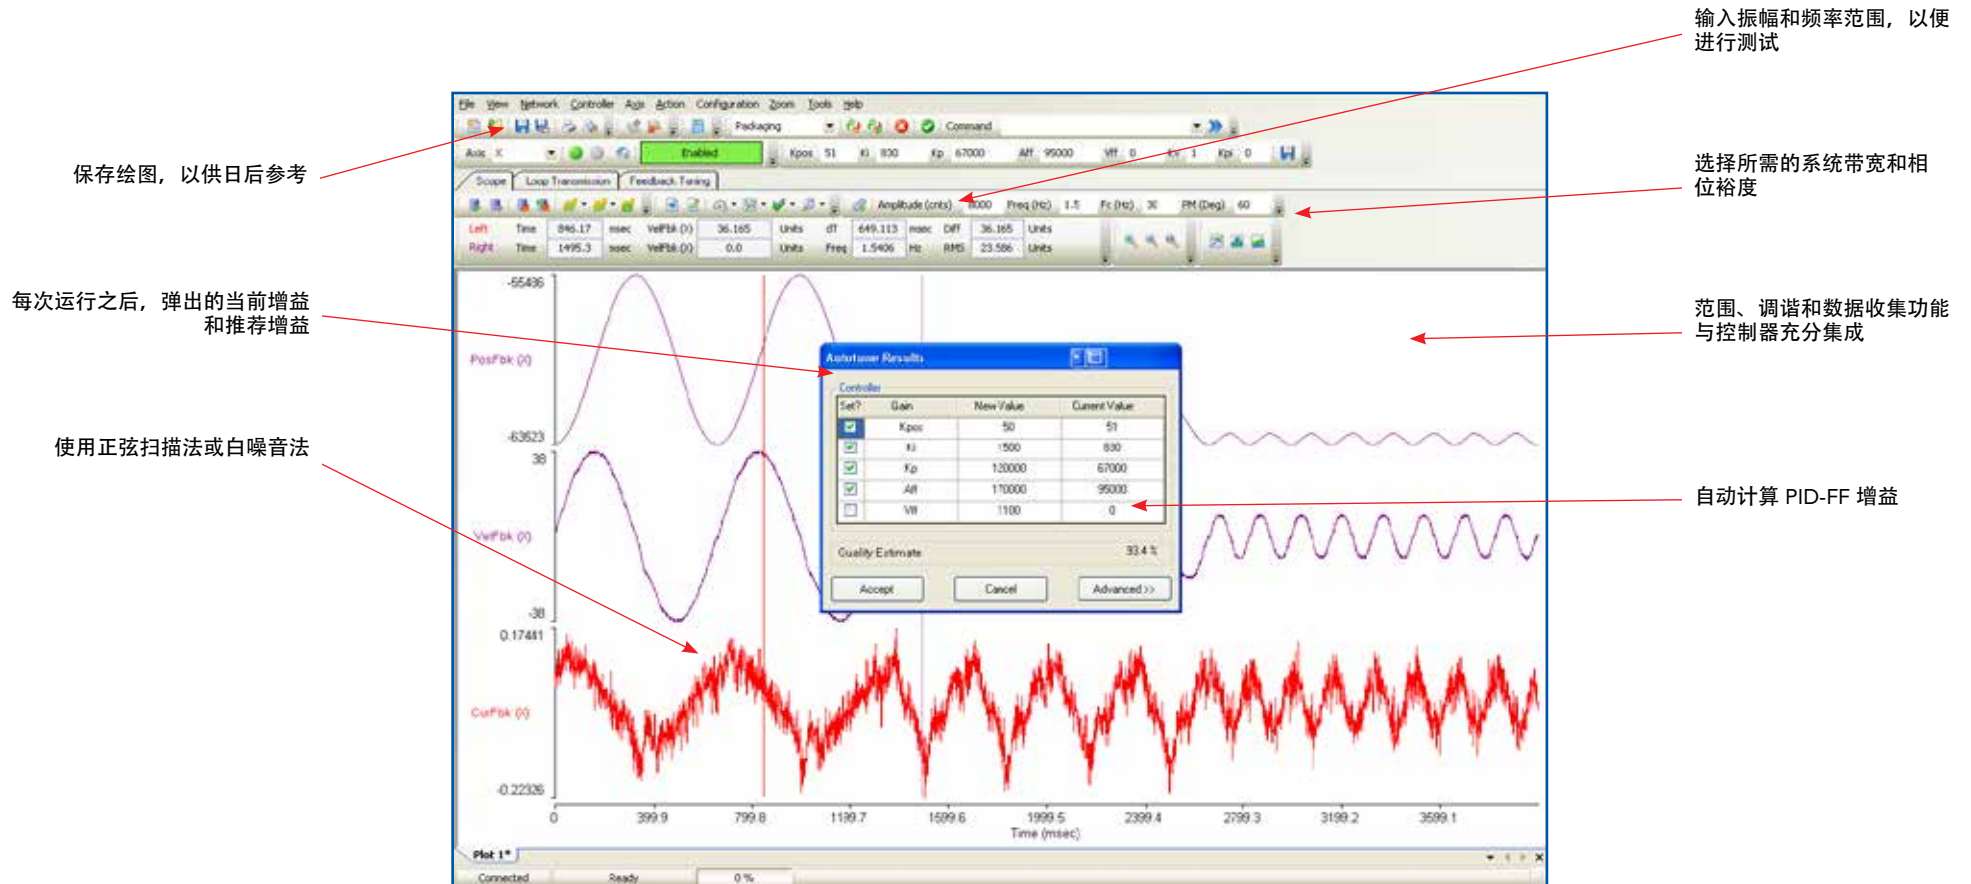 输入振幅和频率范围，以便
进行测试
保存绘图，以供日后参考
选择所需的系统带宽和相
位裕度
每次运行之后，弹出的当前增益
和推荐增益
范围、调谐和数据收集功能
与控制器充分集成
使用正弦扫描法或白噪音法
自动计算 PID-FF 增益
File View Network Controller Axis Action Configuration Zoom Tools Help
Packaging Command
Axis X Enabled Kpos 51 Ki 830 Kp 67000 Aff 95000 Vff 0 Kv 1 Kpi 0
Scope Loop Transmission Feedback Tuning
Amplitude (cnts) 8000 Freq (Hz) 1.5 Fc (Hz) 30 PM (Deg) 60
Left Time 846.17 msec VelFbk (X) 36.165 Units dT 649.113 msec Diff 36.165 Units
Right Time 1495.3 msec VelFbk (X) 0.0 Units Freq 1.5406 Hz RMS 23.586 Units
-55436
PosFbk (X)
-63523
38
VelFbk (X)
-38
0.17441
CurFbk (X)
-0.22326
Autotune Results
Controller
Set? Gain New Value Current Value
Kpos 50 51
Ki 1500 830
Kp 120000 67000
Aff 170000 95000
Vff 1100 0
Quality Estimate 93.4 %
Accept Cancel Advanced >>
0 399.9 799.8 1199.7 1599.6 1999.5 2399.4 2799.3 3199.2 3599.1
Time (msec)
Plot 1*
Connected Ready 0 %